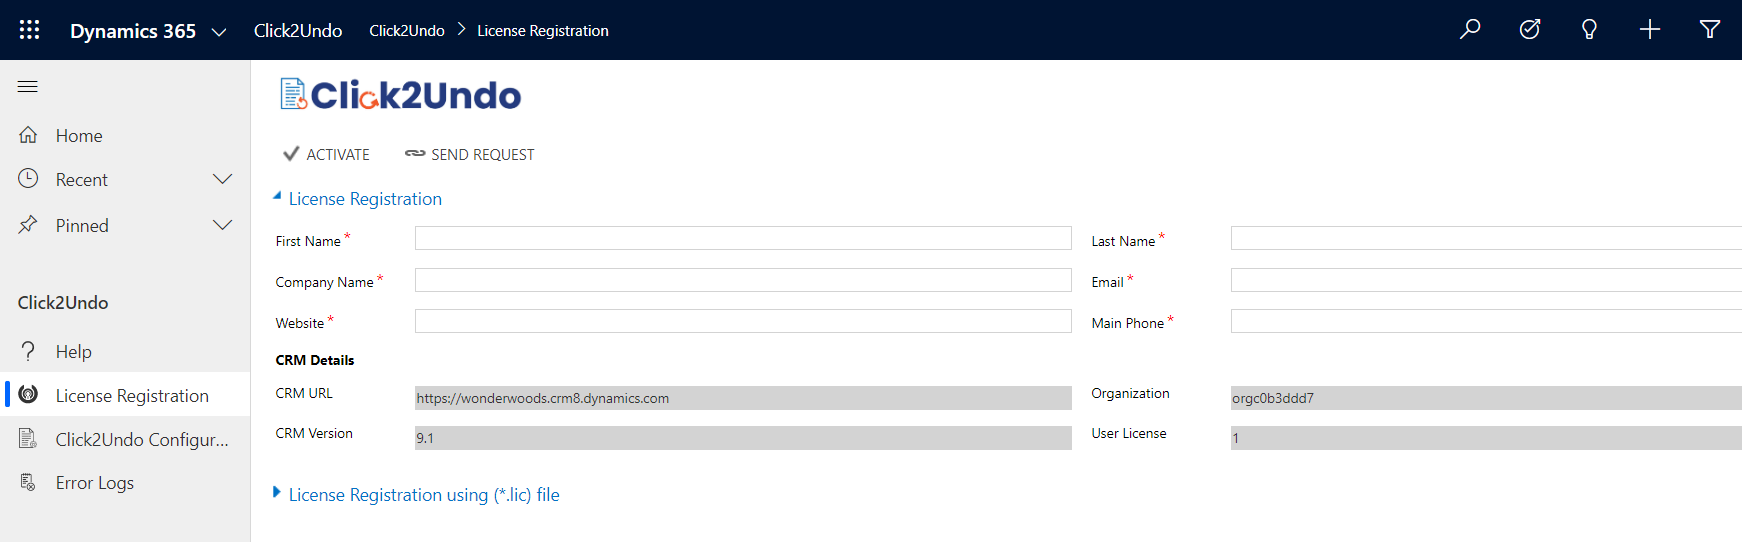 Dynamics 365 Click2Undo Click2Undo License Registration
Click2Undo
Home
Recent
Pinned
Click2Undo
Help
License Registration
Click2Undo Configur...
Error Logs
ACTIVATE SEND REQUEST
License Registration
First Name * Last Name *
Company Name * Email *
Website * Main Phone *
CRM Details
CRM URL https://wonderwoods.crm8.dynamics.com Organization orgc0b3ddd7
CRM Version 9.1 User License 1
License Registration using (*.lic) file